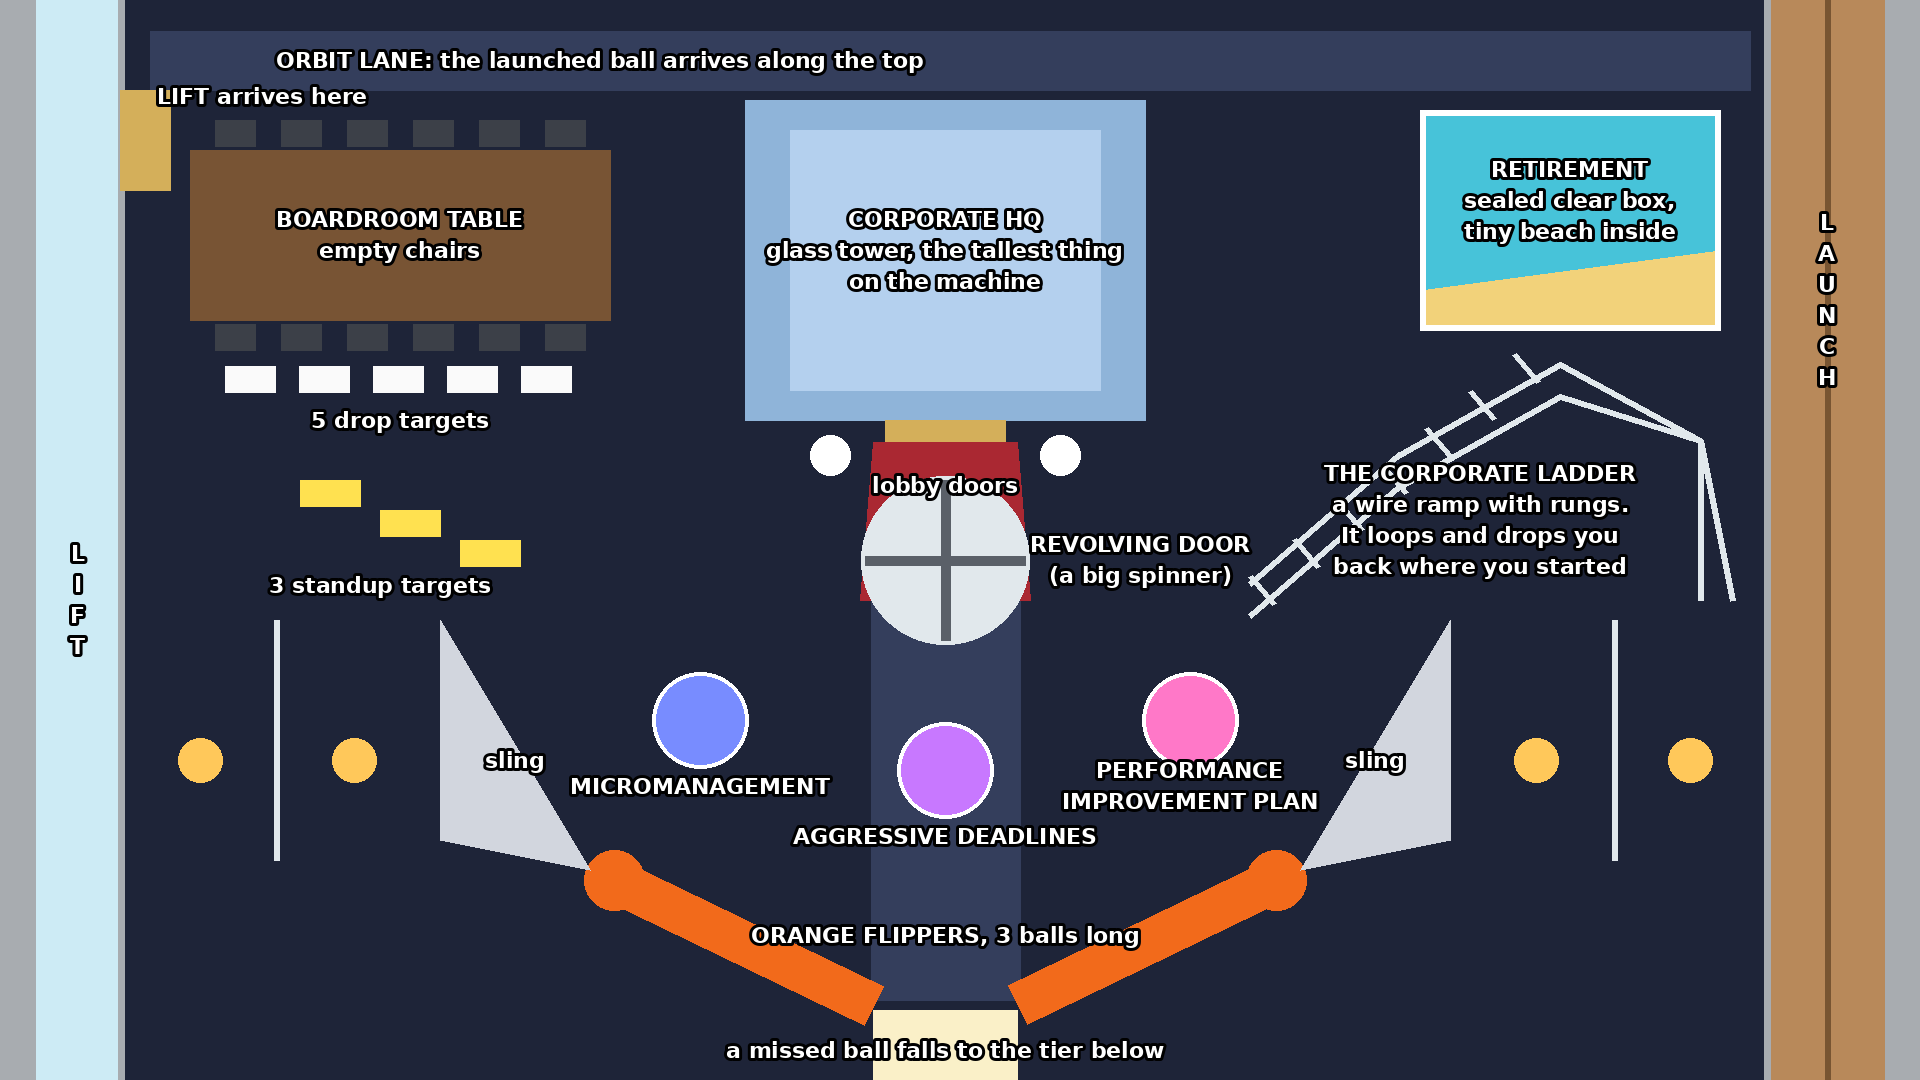 ORBIT LANE: the launched ball arrives along the top
LIFT arrives here
BOARDROOM TABLE
empty chairs
CORPORATE HQ
glass tower, the tallest thing
on the machine
RETIREMENT
sealed clear box,
tiny beach inside
L
A
U
N
C
H
5 drop targets
lobby doors
THE CORPORATE LADDER
a wire ramp with rungs.
It loops and drops you
back where you started
REVOLVING DOOR
(a big spinner)
3 standup targets
L
I
F
T
sling
MICROMANAGEMENT
AGGRESSIVE DEADLINES
PERFORMANCE
IMPROVEMENT PLAN
sling
ORANGE FLIPPERS, 3 balls long
a missed ball falls to the tier below